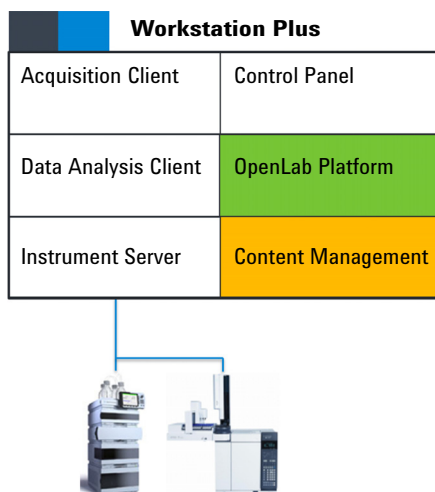 Workstation Plus
Acquisition Client
Control Panel
Data Analysis Client
OpenLab Platform
Instrument Server
Content Management